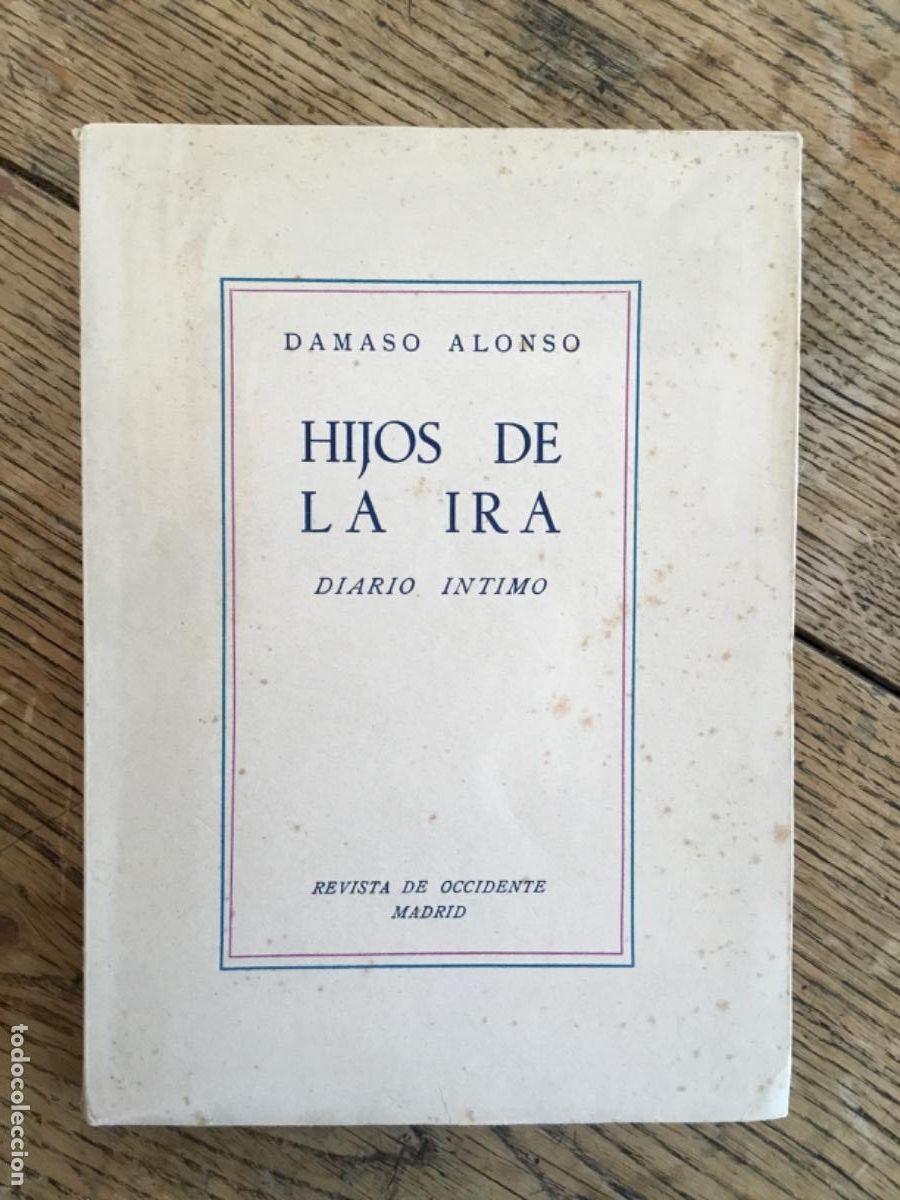 DAMASO ALONSO
HIJOS DE
LA IRA
DIARIO INTIMO
REVISTA DE OCCIDENTE
MADRID
todocoleccion